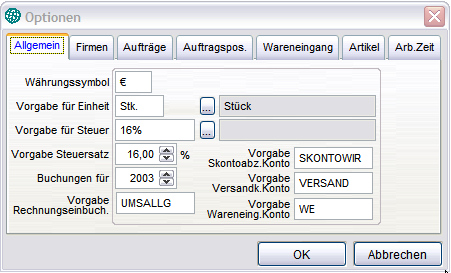 Optionen
Allgemein Firmen Aufträge Auftragspos. Wareneingang Artikel Arb.Zeit
Währungssymbol €
Vorgabe für Einheit Stk. ... Stück
Vorgabe für Steuer 16% ...
Vorgabe Steuersatz 16,00 %
Vorgabe Skontoabz.Konto SKONTOWIR
Buchungen für 2003
Vorgabe Versandk.Konto VERSAND
Vorgabe Rechnungseinbuch. UMSALLG
Vorgabe Wareneing.Konto WE
OK Abbrechen